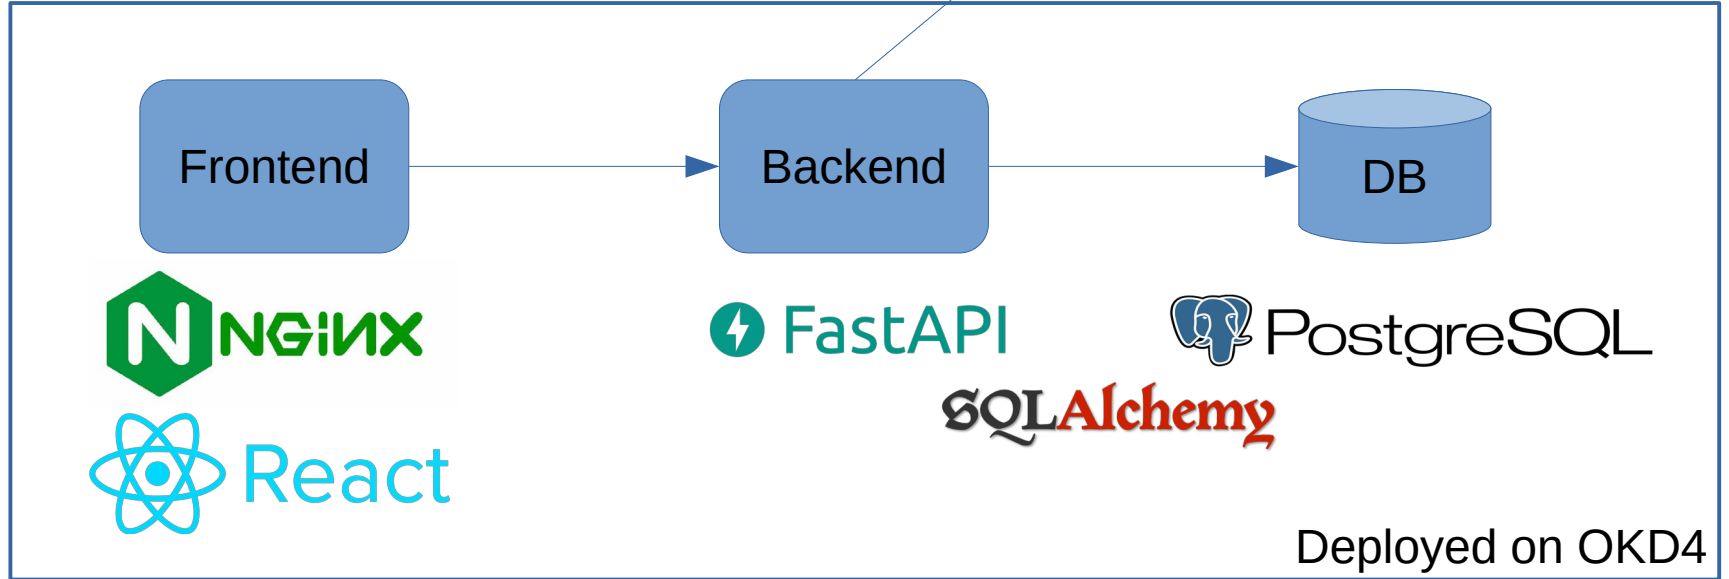 Frontend
Backend
DB
N NGINX
FastAPI
PostgreSQL
SQLAlchemy
React
Deployed on OKD4